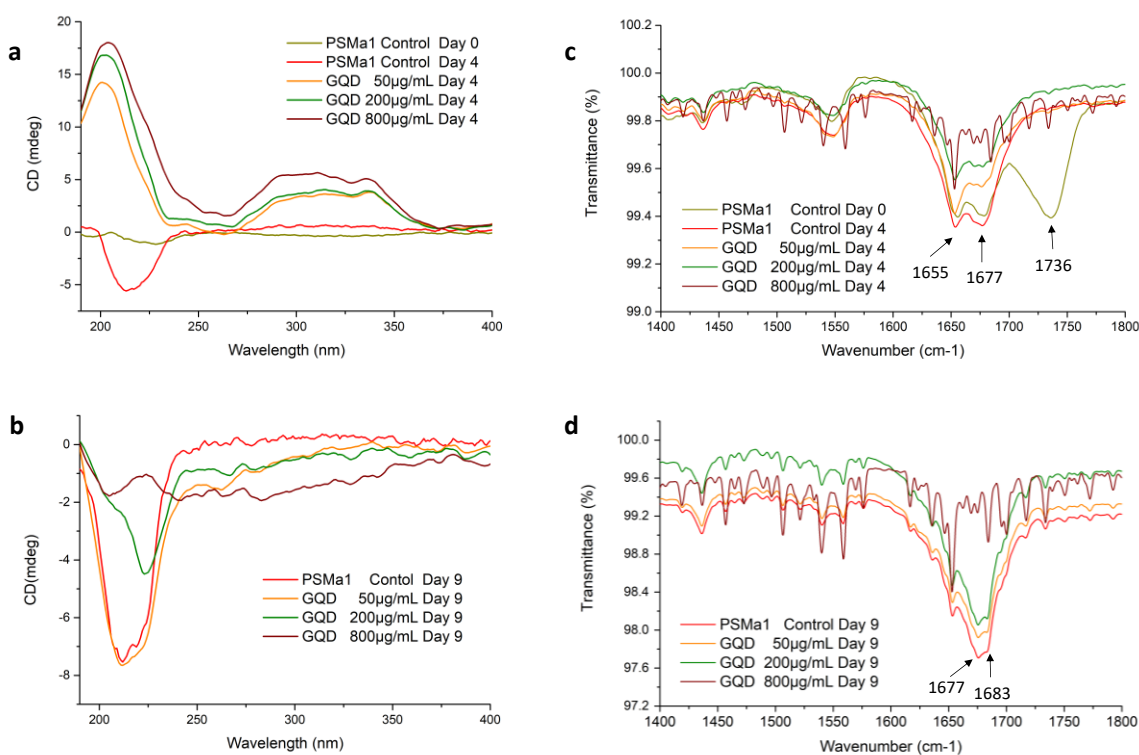 a
20
15
10
5
0
-5
CD (mdeg)
PSMa1 Control Day 0
PSMa1 Control Day 4
GQD 50µg/mL Day 4
GQD 200µg/mL Day 4
GQD 800µg/mL Day 4
200 250 300 350 400
Wavelength (nm)
c
100.0
99.8
99.6
99.4
99.2
99.0
Transmittance (%)
PSMa1 Control Day 0
PSMa1 Control Day 4
GQD 50µg/mL Day 4
GQD 200µg/mL Day 4
GQD 800µg/mL Day 4
1655
1677
1736
1400 1450 1500 1550 1600 1650 1700 1750 1800
Wavenumber (cm-1)
b
0
-2
-4
-6
-8
CD(mdeg)
PSMa1 Contol Day 9
GQD 50µg/mL Day 9
GQD 200µg/mL Day 9
GQD 800µg/mL Day 9
200 250 300 350 400
Wavelength (nm)
d
100.0
99.6
99.2
98.8
98.4
98.0
97.6
97.2
Transmittance (%)
PSMa1 Control Day 9
GQD 50µg/mL Day 9
GQD 200µg/mL Day 9
GQD 800µg/mL Day 9
1677
1683
1400 1450 1500 1550 1600 1650 1700 1750 1800
Wavenumber (cm-1)